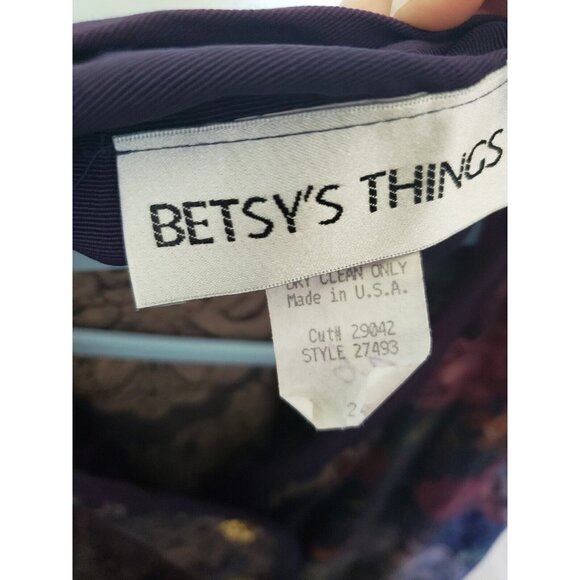 BETSY'S THINGS
DRY CLEAN ONLY
Made in U.S.A.
Cut# 29042
STYLE 27493